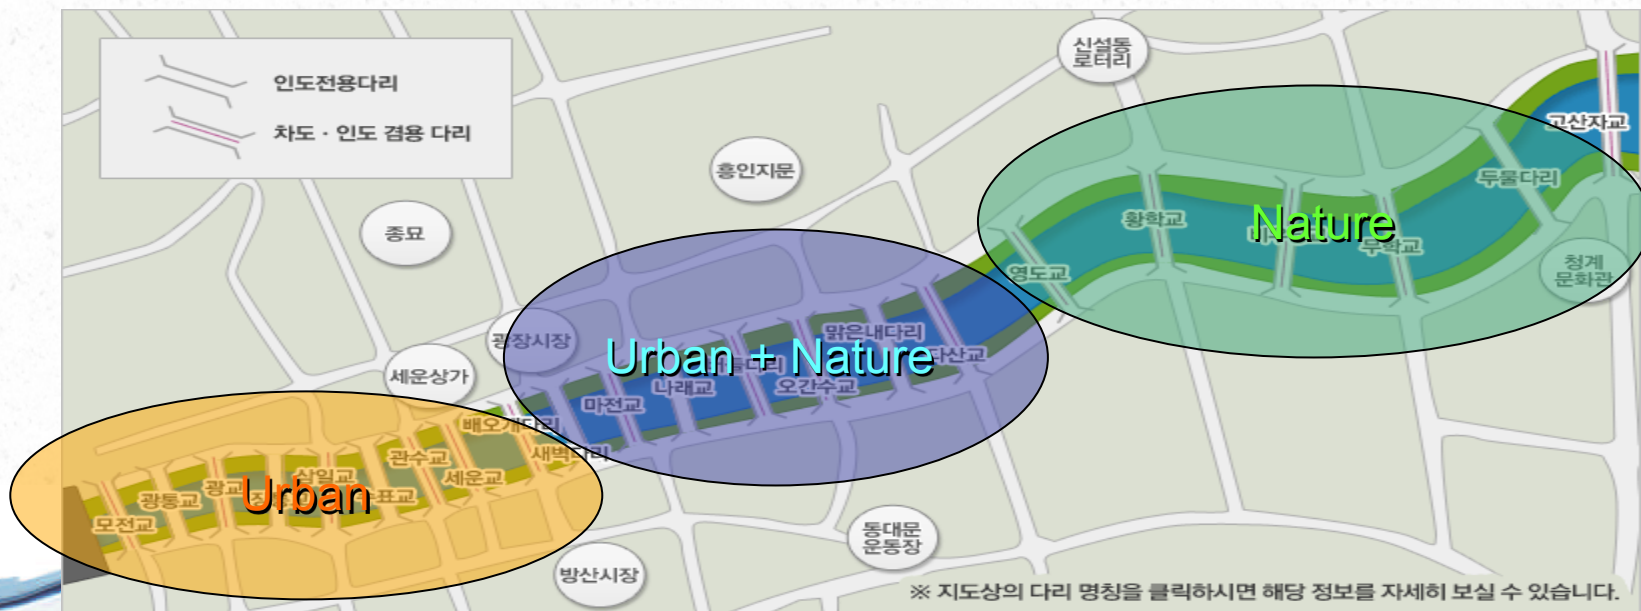 인도전용다리
차도 · 인도 겸용 다리
신설동
로터리
고산자교
흥인지문
두물다리
종묘
황학교
Nature
무학교
영도교
청계
문화관
광장시장
맑은내다리
Urban + Nature
다산교
세운상가
나래교
오간수교
마전교
배오개다리
새벽다리
관수교
삼일교
세운교
광통교
광교
Urban
모전교
동대문
운동장
방산시장
※ 지도상의 다리 명칭을 클릭하시면 해당 정보를 자세히 보실 수 있습니다.